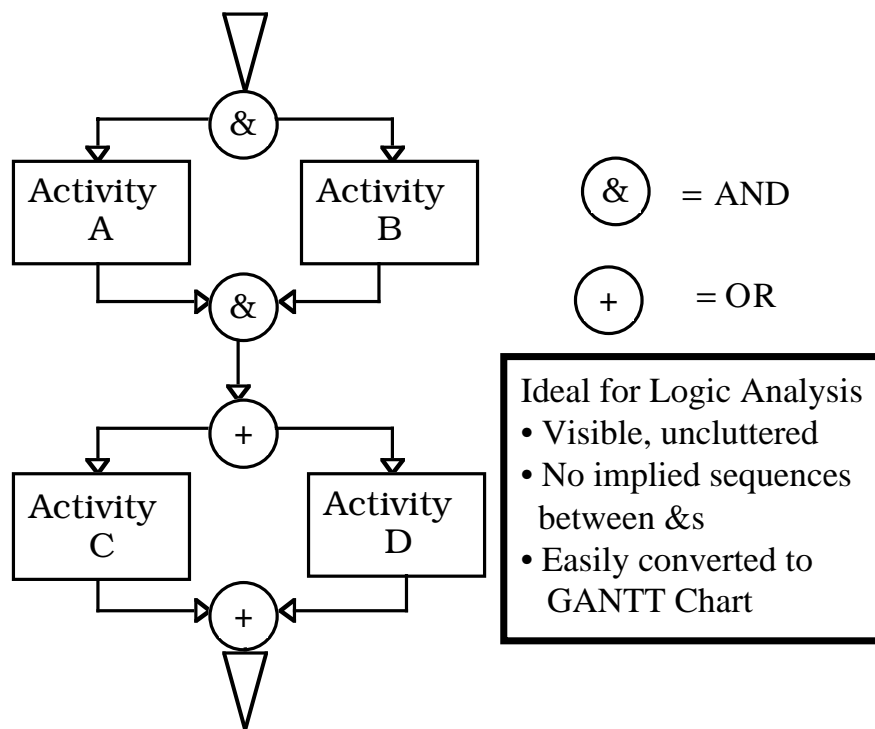 &
Activity
A
Activity
B
&
+
Activity
C
Activity
D
+
& = AND
+ = OR
Ideal for Logic Analysis
• Visible, uncluttered
• No implied sequences
between &s
• Easily converted to
GANTT Chart